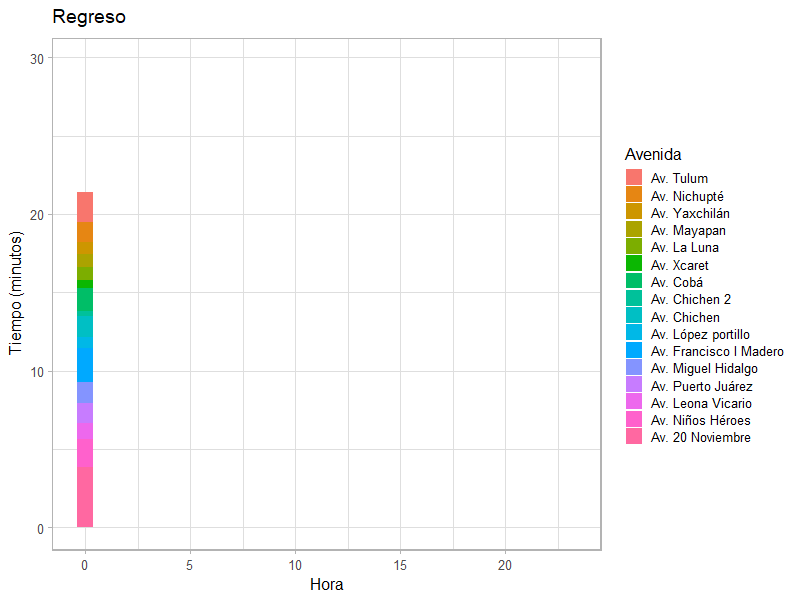 Regreso
30
20
10
0
Tiempo (minutos)
0 5 10 15 20
Hora
Avenida
Av. Tulum
Av. Nichupté
Av. Yaxchilán
Av. Mayapan
Av. La Luna
Av. Xcaret
Av. Cobá
Av. Chichen 2
Av. Chichen
Av. López portillo
Av. Francisco I Madero
Av. Miguel Hidalgo
Av. Puerto Juárez
Av. Leona Vicario
Av. Niños Héroes
Av. 20 Noviembre